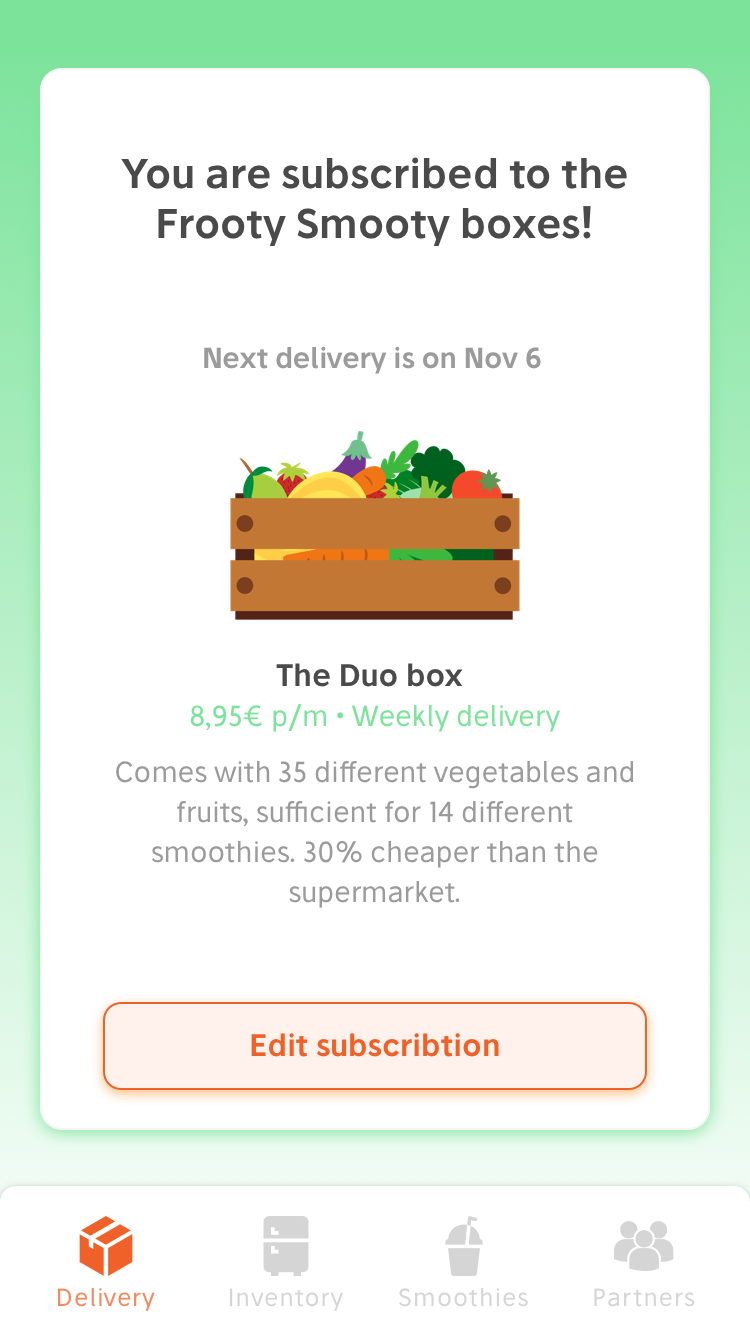 You are subscribed to the
Frooty Smooty boxes!
Next delivery is on Nov 6
The Duo box
8,95€ p/m • Weekly delivery
Comes with 35 different vegetables and
fruits, sufficient for 14 different
smoothies. 30% cheaper than the
supermarket.
Edit subscribtion
Delivery
Inventory
Smoothies
Partners